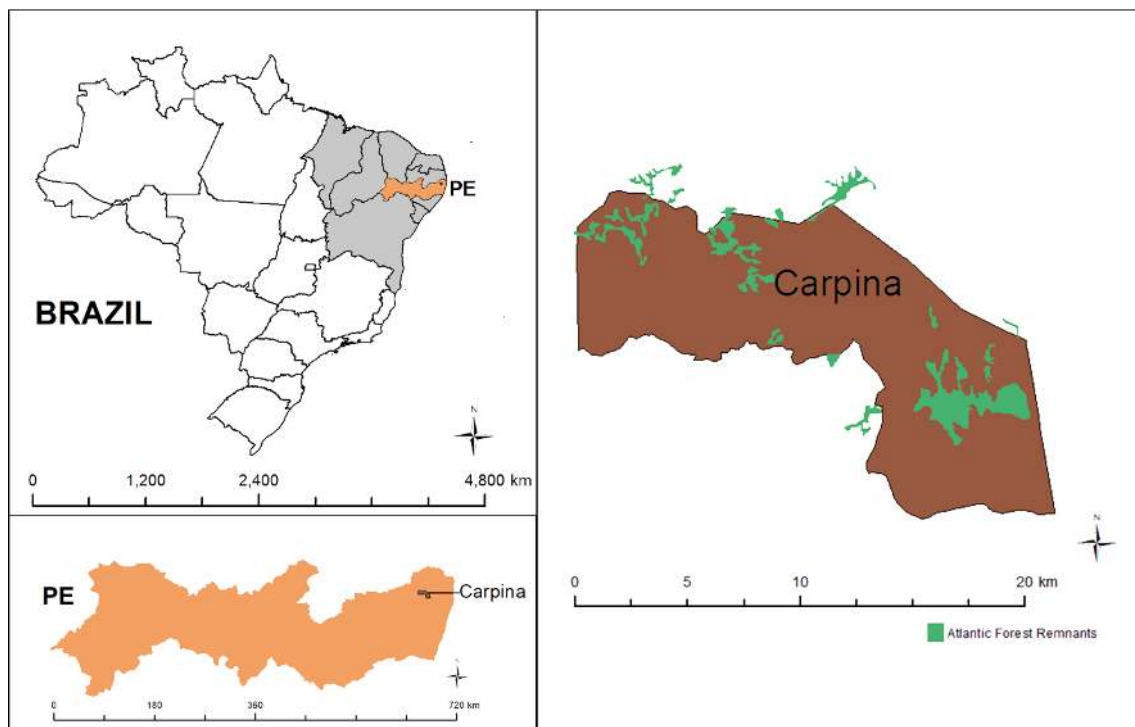 PE
BRAZIL
N
0 1,200 2,400 4,800 km
PE
Carpina
0 180 360 720 km
Carpina
N
0 5 10 20 km
Atlantic Forest Remnants